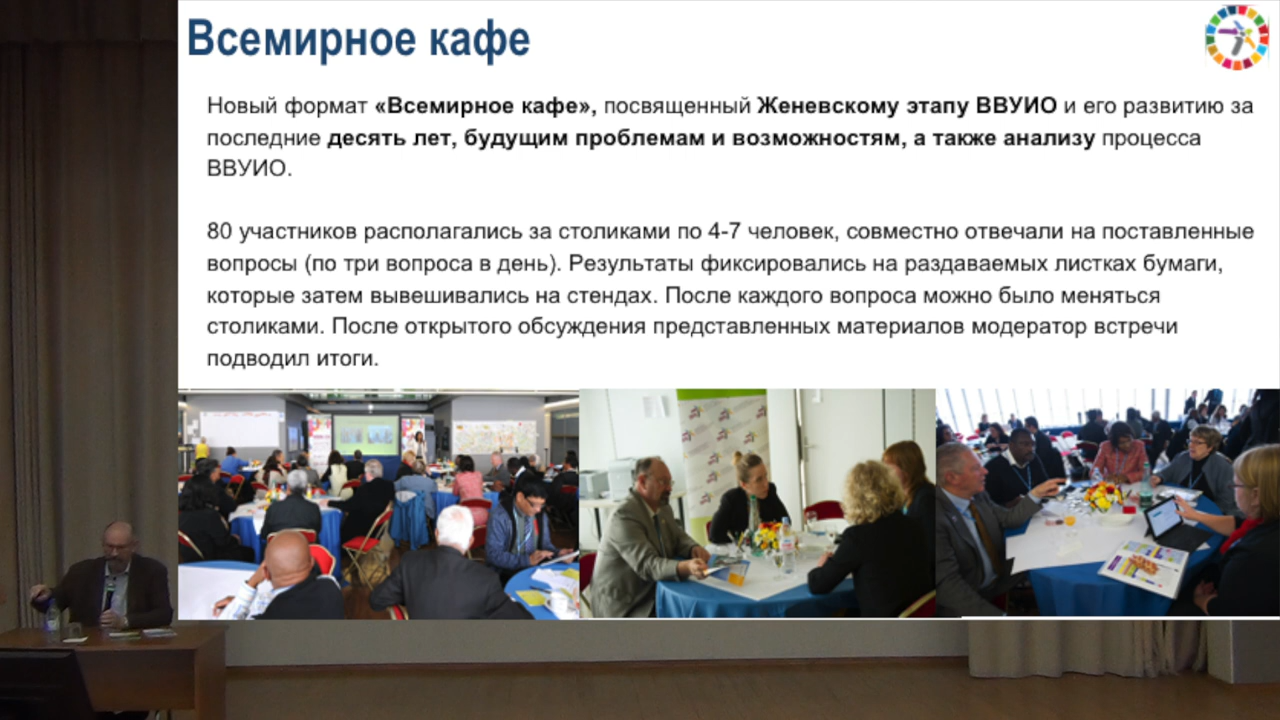 Всемирное кафе
Новый формат «Всемирное кафе», посвященный Женевскому этапу ВВУИО и его развитию за
последние десять лет, будущим проблемам и возможностям, а также анализу процесса
ВВУИО.
80 участников располагались за столиками по 4-7 человек, совместно отвечали на поставленные
вопросы (по три вопроса в день). Результаты фиксировались на раздаваемых листках бумаги,
которые затем вывешивались на стендах. После каждого вопроса можно было меняться
столиками. После открытого обсуждения представленных материалов модератор встречи
подводил итоги.